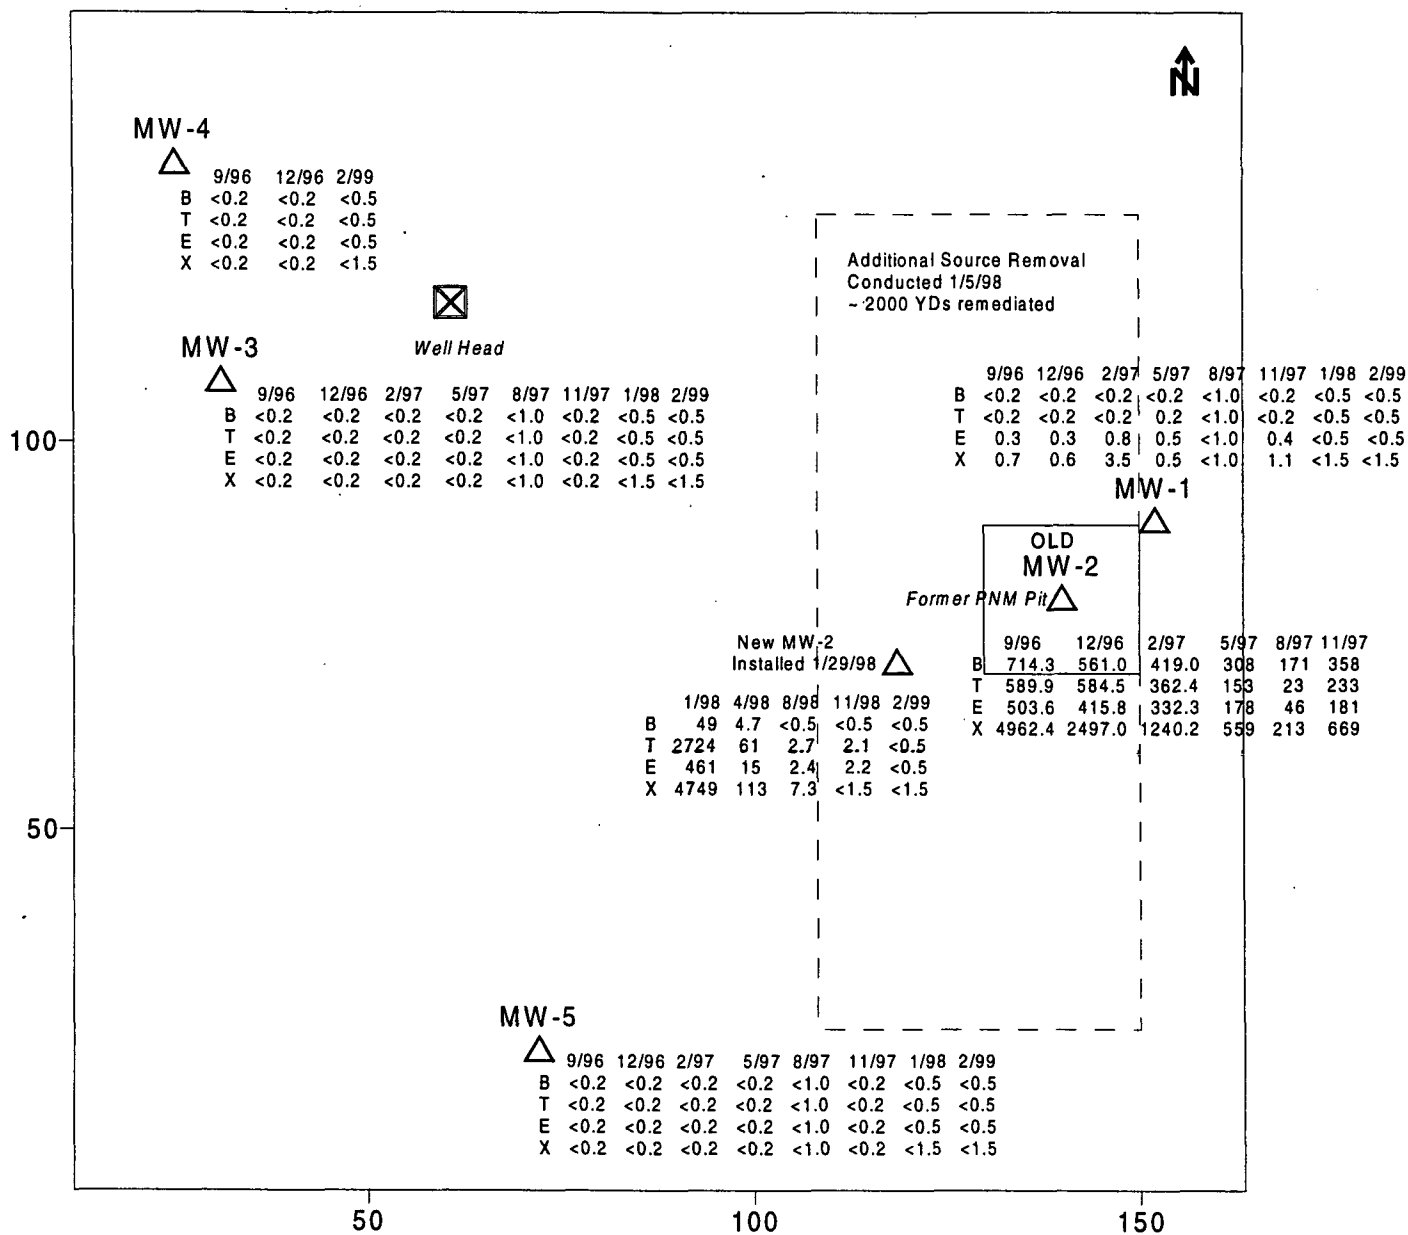 N
MW-4
9/96 12/96 2/99
B <0.2 <0.2 <0.5
T <0.2 <0.2 <0.5
E <0.2 <0.2 <0.5
X <0.2 <0.2 <1.5
Additional Source Removal
Conducted 1/5/98
~2000 YDs remediated
Well Head
MW-3
9/96 12/96 2/97 5/97 8/97 11/97 1/98 2/99
B <0.2 <0.2 <0.2 <0.2 <1.0 <0.2 <0.5 <0.5
T <0.2 <0.2 <0.2 <0.2 <1.0 <0.2 <0.5 <0.5
E <0.2 <0.2 <0.2 <0.2 <1.0 <0.2 <0.5 <0.5
X <0.2 <0.2 <0.2 <0.2 <1.0 <0.2 <1.5 <1.5
9/96 12/96 2/97 5/97 8/97 11/97 1/98 2/99
B <0.2 <0.2 <0.2 <0.2 <1.0 <0.2 <0.5 <0.5
T <0.2 <0.2 <0.2 0.2 <1.0 <0.2 <0.5 <0.5
E 0.3 0.3 0.8 0.5 <1.0 0.4 <0.5 <0.5
X 0.7 0.6 3.5 0.5 <1.0 1.1 <1.5 <1.5
MW-1
100
OLD
MW-2
Former PNM Pit
9/96 12/96 2/97 5/97 8/97 11/97
B 714.3 561.0 419.0 308 171 358
T 589.9 584.5 362.4 153 23 233
E 503.6 415.8 332.3 178 46 181
X 4962.4 2497.0 1240.2 559 213 669
New MW-2
Installed 1/29/98
1/98 4/98 8/98 11/98 2/99
B 49 4.7 <0.5 <0.5 <0.5
T 2724 61 2.7 2.1 <0.5
E 461 15 2.4 2.2 <0.5
X 4749 113 7.3 <1.5 <1.5
50
MW-5
9/96 12/96 2/97 5/97 8/97 11/97 1/98 2/99
B <0.2 <0.2 <0.2 <0.2 <1.0 <0.2 <0.5 <0.5
T <0.2 <0.2 <0.2 <0.2 <1.0 <0.2 <0.5 <0.5
E <0.2 <0.2 <0.2 <0.2 <1.0 <0.2 <0.5 <0.5
X <0.2 <0.2 <0.2 <0.2 <1.0 <0.2 <1.5 <1.5
50 100 150